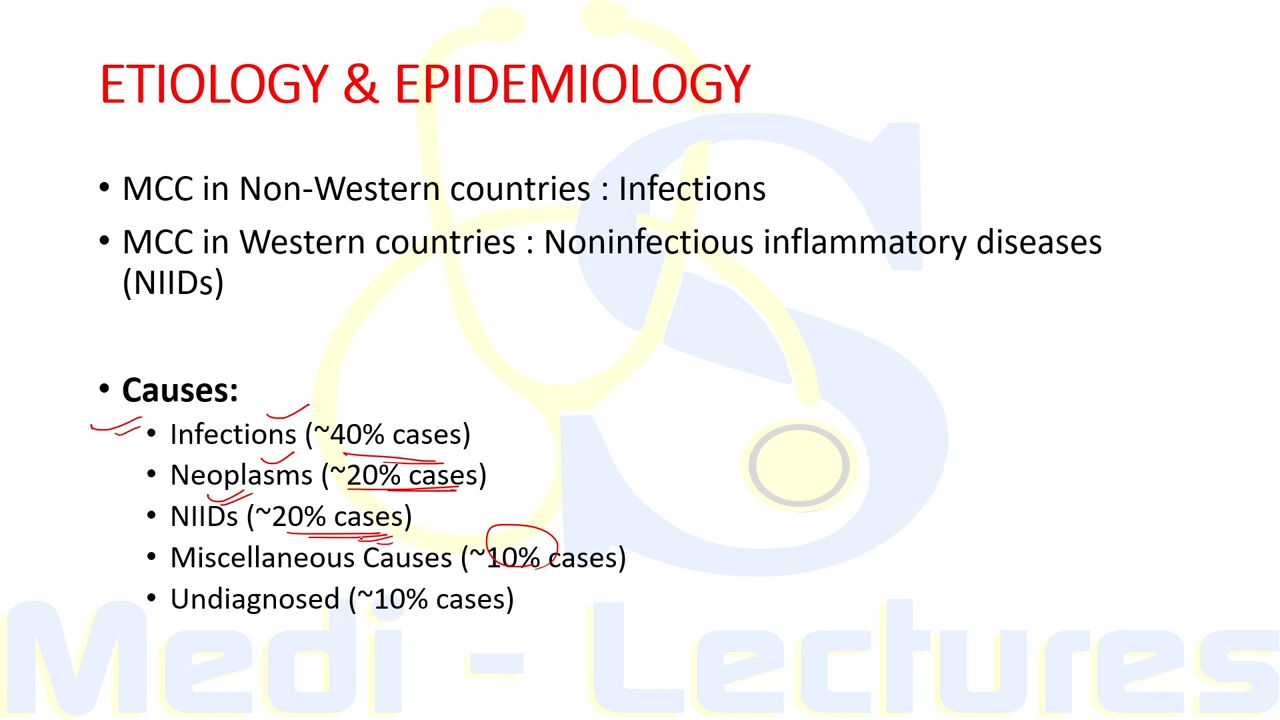 ETIOLOGY & EPIDEMIOLOGY
• MCC in Non-Western countries : Infections
• MCC in Western countries : Noninfectious inflammatory diseases
(NIIDs)
• Causes:
• Infections (~40% cases)
• Neoplasms (~20% cases)
• NIIDs (~20% cases)
• Miscellaneous Causes (~10% cases)
• Undiagnosed (~10% cases)
Medi - Lectures